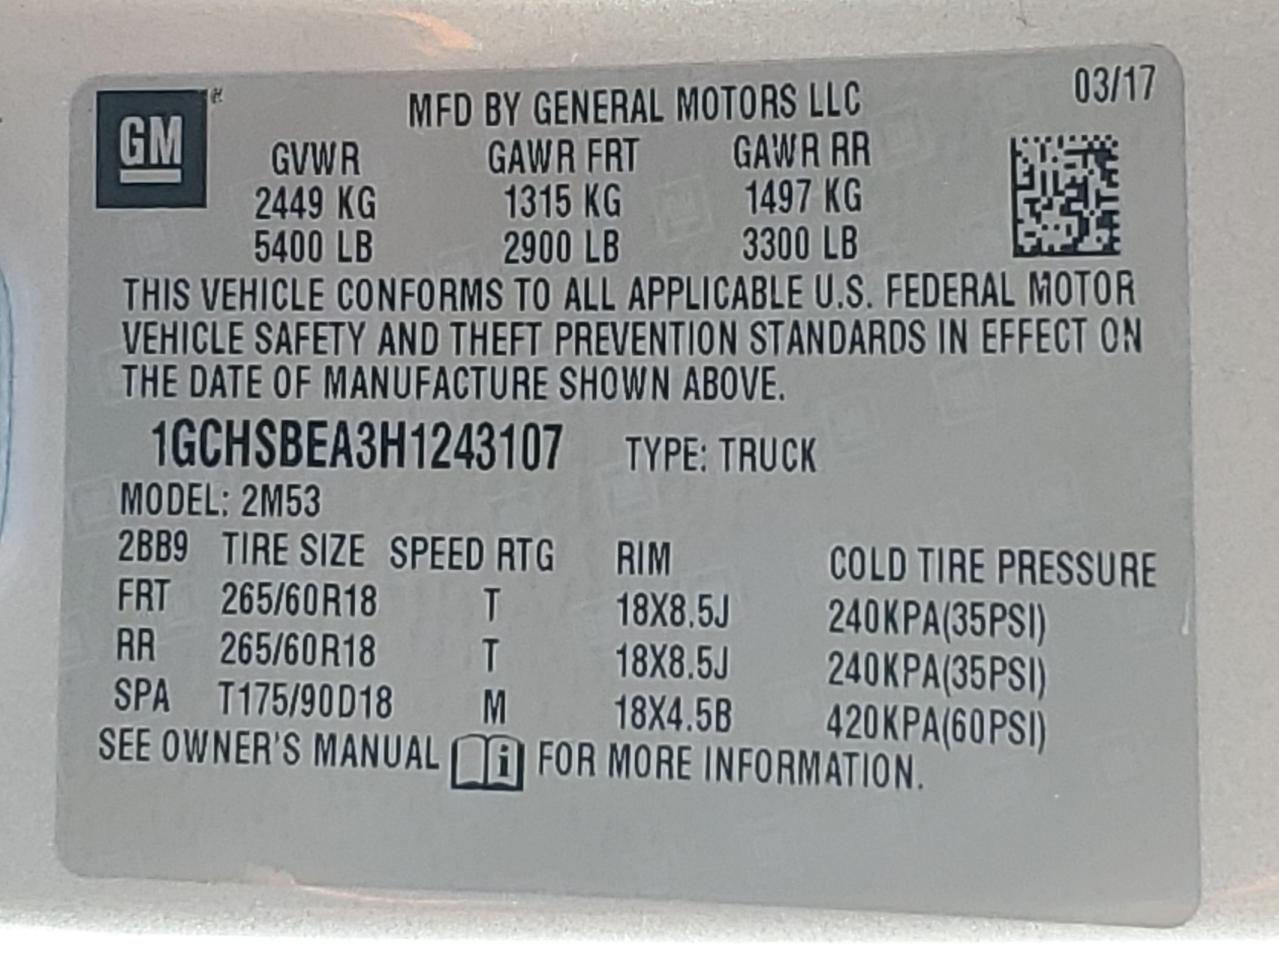 GM
MFD BY GENERAL MOTORS LLC 03/17
GVWR GAWR FRT GAWR RR
2449 KG 1315 KG 1497 KG
5400 LB 2900 LB 3300 LB
THIS VEHICLE CONFORMS TO ALL APPLICABLE U.S. FEDERAL MOTOR
VEHICLE SAFETY AND THEFT PREVENTION STANDARDS IN EFFECT ON
THE DATE OF MANUFACTURE SHOWN ABOVE.
1GCHSBEA3H1243107 TYPE: TRUCK
MODEL: 2M53
2BB9 TIRE SIZE SPEED RTG RIM COLD TIRE PRESSURE
FRT 265/60R18 T 18X8.5J 240KPA(35PSI)
RR 265/60R18 T 18X8.5J 240KPA(35PSI)
SPA T175/90D18 M 18X4.5B 420KPA(60PSI)
SEE OWNER'S MANUAL i FOR MORE INFORMATION.